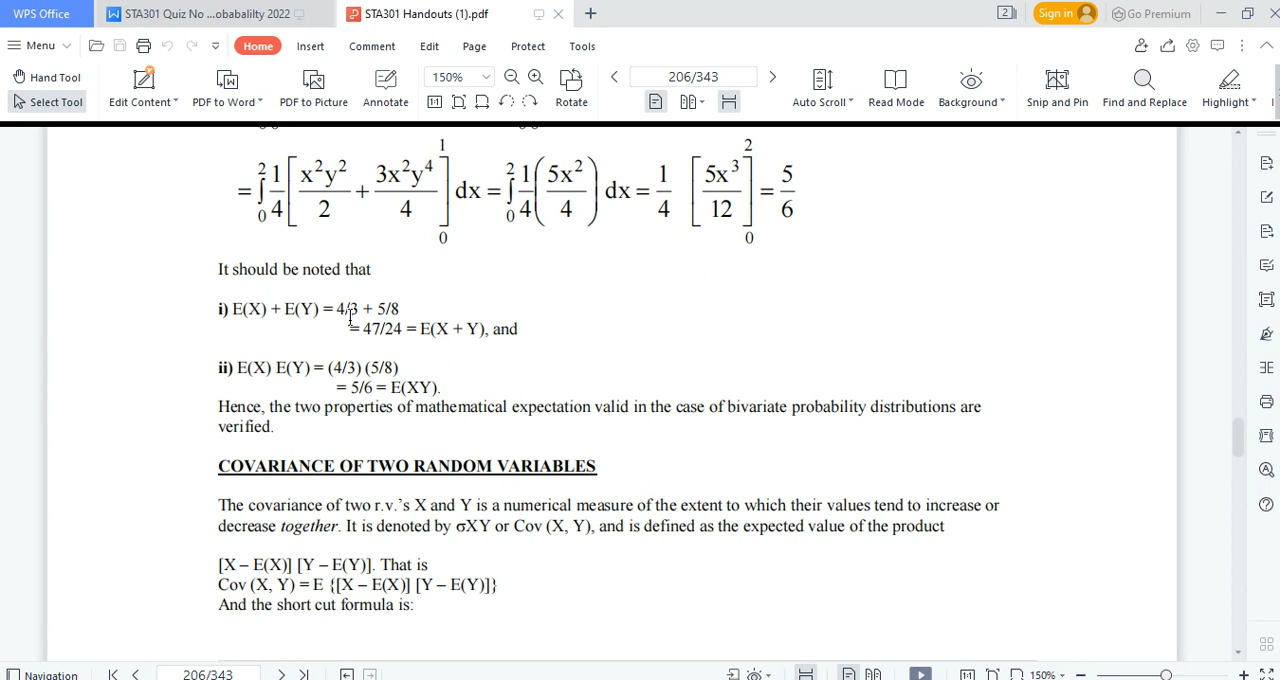 WPS Office STA301 Quiz No ...obabalilty 2022 STA301 Handouts (1).pdf + 2 Sign in Go Premium
Menu Home Insert Comment Edit Page Protect Tools
Hand Tool
Select Tool
Edit Content PDF to Word PDF to Picture Annotate 150% Rotate 206/343 Auto Scroll Read Mode Background Snip and Pin Find and Replace Highlight
= ∫₀² 1/4 [x²y²/2 + 3x²y⁴/4]₀¹ dx = ∫₀² 1/4 (5x²/4) dx = 1/4 [5x³/12]₀² = 5/6
It should be noted that
i) E(X) + E(Y) = 4/3 + 5/8
= 47/24 = E(X + Y), and
ii) E(X) E(Y) = (4/3) (5/8)
= 5/6 = E(XY).
Hence, the two properties of mathematical expectation valid in the case of bivariate probability distributions are
verified.
COVARIANCE OF TWO RANDOM VARIABLES
The covariance of two r.v.'s X and Y is a numerical measure of the extent to which their values tend to increase or
decrease together. It is denoted by σXY or Cov (X, Y), and is defined as the expected value of the product
[X – E(X)] [Y – E(Y)]. That is
Cov (X, Y) = E {[X – E(X)] [Y – E(Y)]}
And the short cut formula is:
Navigation 206/343 150%